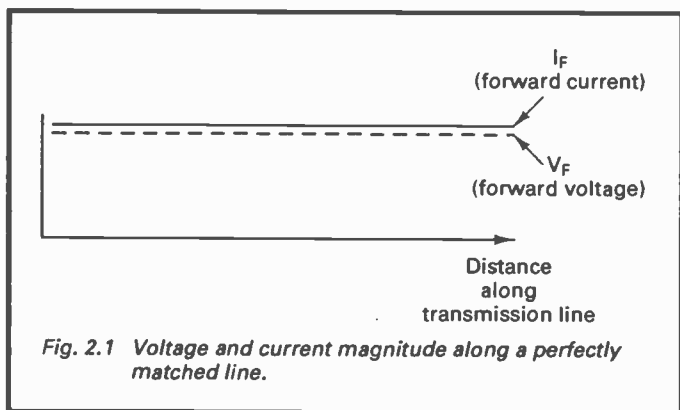 I_F
(forward current)
V_F
(forward voltage)
Distance
along
transmission line
Fig. 2.1 Voltage and current magnitude along a perfectly
matched line.